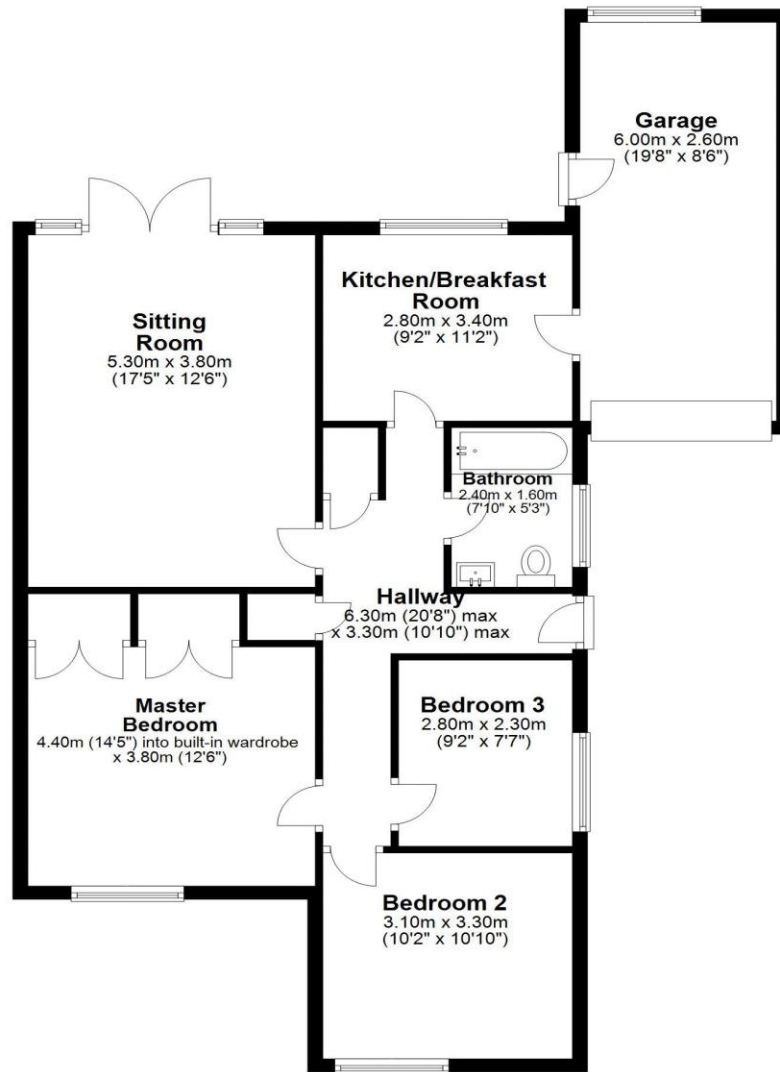 Garage
6.00m x 2.60m
(19'8" x 8'6")
Kitchen/Breakfast
Room
2.80m x 3.40m
(9'2" x 11'2")
Sitting
Room
5.30m x 3.80m
(17'5" x 12'6")
Bathroom
2.40m x 1.60m
(7'10" x 5'3")
Hallway
6.30m (20'8") max
x 3.30m (10'10") max
Master
Bedroom
4.40m (14'5") into built-in wardrobe
x 3.80m (12'6")
Bedroom 3
2.80m x 2.30m
(9'2" x 7'7")
Bedroom 2
3.10m x 3.30m
(10'2" x 10'10")